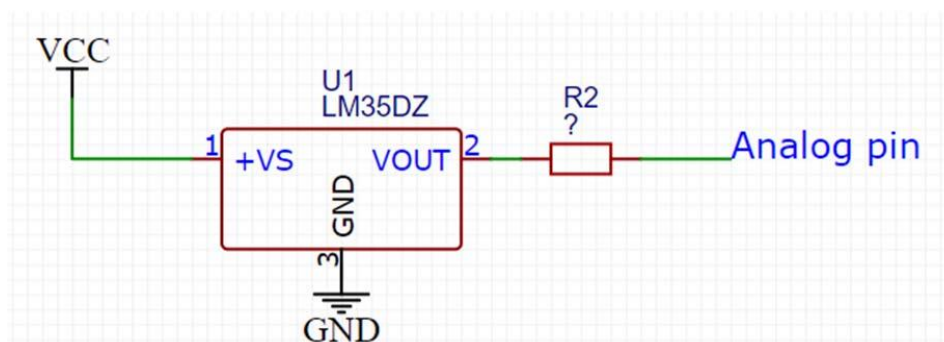 VCC
U1
LM35DZ
R2
?
1
+VS
VOUT
2
Analog pin
GND
3
GND